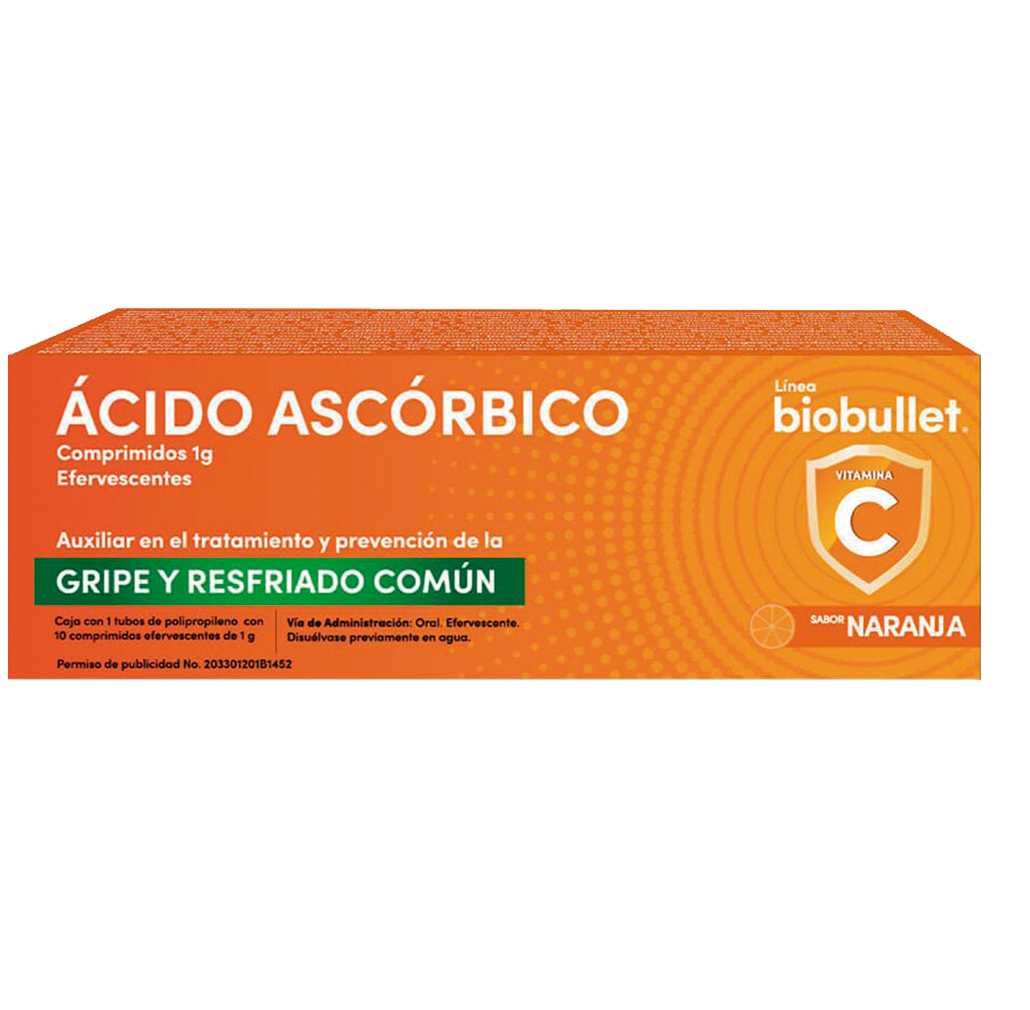 ÁCIDO ASCÓRBICO
Comprimidos 1g
Efervescentes
Auxiliar en el tratamiento y prevención de la
GRIPE Y RESFRIADO COMÚN
Caja con 1 tubos de polipropileno con
10 comprimidos efervescentes de 1 g
Vía de Administración: Oral. Efervescente.
Disuélvase previamente en agua.
Permiso de publicidad No. 203301201B1452
Línea
biobullet.
VITAMINA
C
SABOR NARANJA